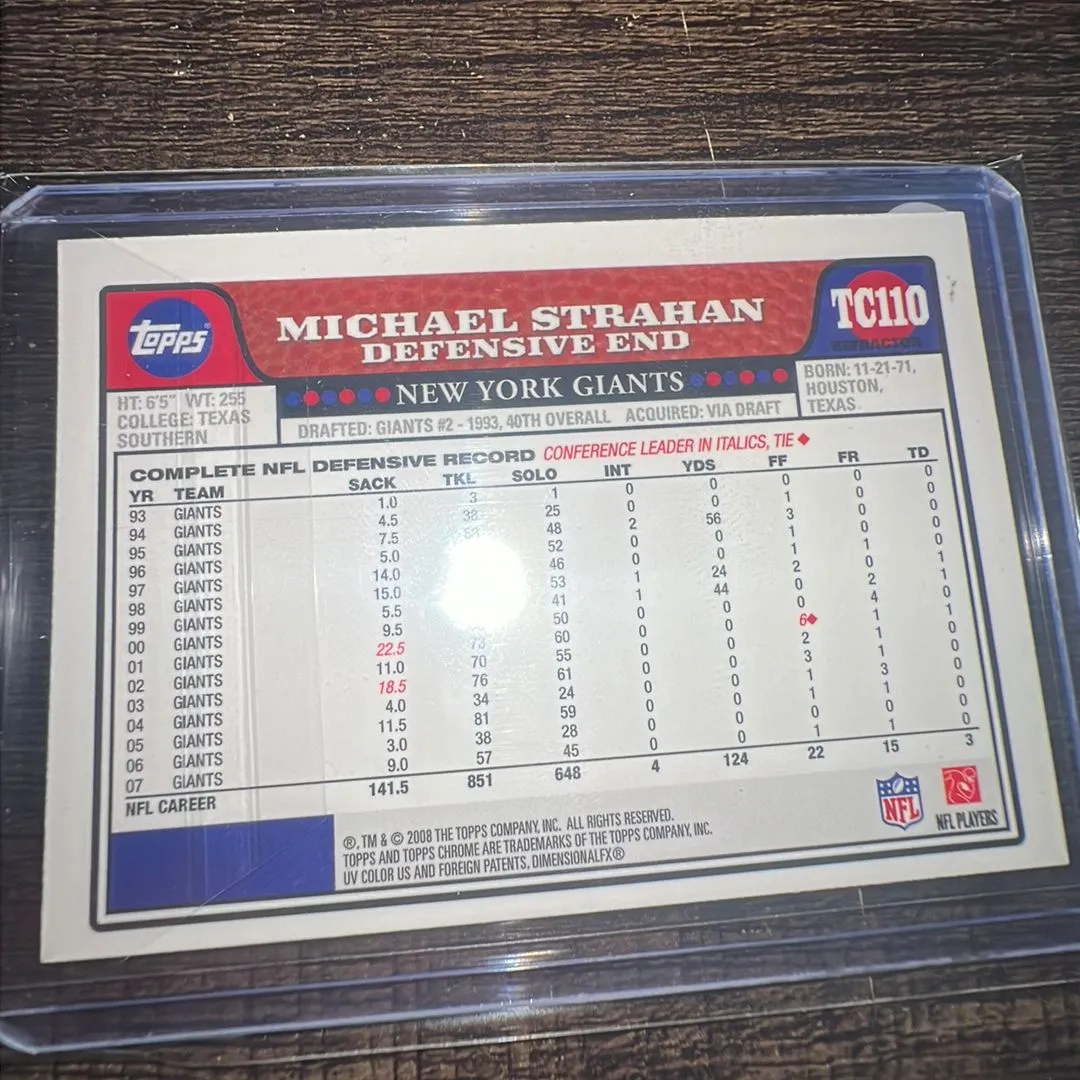 topps®
MICHAEL STRAHAN
DEFENSIVE END
NEW YORK GIANTS
TC110
REFRACTOR
HT: 6'5" WT: 255
COLLEGE: TEXAS
SOUTHERN
DRAFTED: GIANTS #2 - 1993, 40TH OVERALL ACQUIRED: VIA DRAFT
BORN: 11-21-71,
HOUSTON,
TEXAS.
COMPLETE NFL DEFENSIVE RECORD CONFERENCE LEADER IN ITALICS, TIE ♦
YR TEAM SACK TKL SOLO INT YDS FF FR TD
93 GIANTS 1.0 3 1 0 0 0 0 0
94 GIANTS 4.5 38 25 0 0 1 0 0
95 GIANTS 7.5 48 2 56 3 0 0
96 GIANTS 5.0 52 0 0 1 0 0
97 GIANTS 14.0 46 0 0 1 1 0
98 GIANTS 15.0 53 1 24 2 0 1
99 GIANTS 5.5 41 1 44 0 2 1
00 GIANTS 9.5 50 0 0 0 4 0
01 GIANTS 22.5 73 60 0 0 6♦ 1 1
02 GIANTS 11.0 70 55 0 0 2 1 0
03 GIANTS 18.5 76 61 0 0 3 1 0
04 GIANTS 4.0 34 24 0 0 1 3 0
05 GIANTS 11.5 81 59 0 0 1 1 0
06 GIANTS 3.0 38 28 0 0 0 0 0
07 GIANTS 9.0 57 45 0 0 1 1 0
NFL CAREER 141.5 851 648 4 124 22 15 3
®, TM & © 2008 THE TOPPS COMPANY, INC. ALL RIGHTS RESERVED.
TOPPS AND TOPPS CHROME ARE TRADEMARKS OF THE TOPPS COMPANY, INC.
UV COLOR US AND FOREIGN PATENTS, DIMENSIONALFX®
NFL
NFL PLAYERS